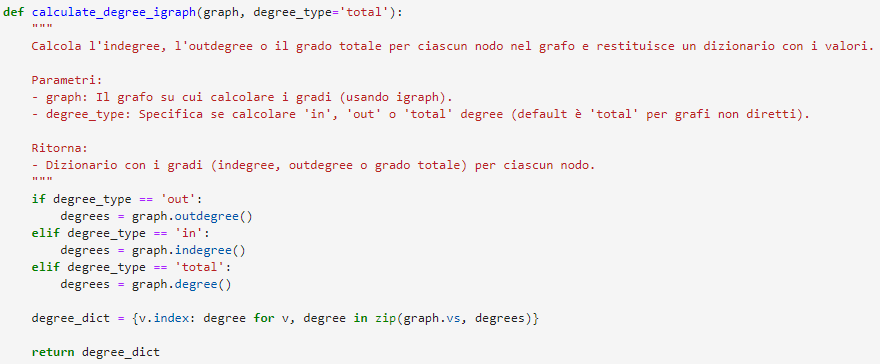 def calculate_degree_igraph(graph, degree_type='total'):
    """
    Calcola l'indegree, l'outdegree o il grado totale per ciascun nodo nel grafo e restituisce un dizionario con i valori.

    Parametri:
    - graph: Il grafo su cui calcolare i gradi (usando igraph).
    - degree_type: Specifica se calcolare 'in', 'out' o 'total' degree (default è 'total' per grafi non diretti).

    Ritorna:
    - Dizionario con i gradi (indegree, outdegree o grado totale) per ciascun nodo.
    """
    if degree_type == 'out':
        degrees = graph.outdegree()
    elif degree_type == 'in':
        degrees = graph.indegree()
    elif degree_type == 'total':
        degrees = graph.degree()

    degree_dict = {v.index: degree for v, degree in zip(graph.vs, degrees)}

    return degree_dict